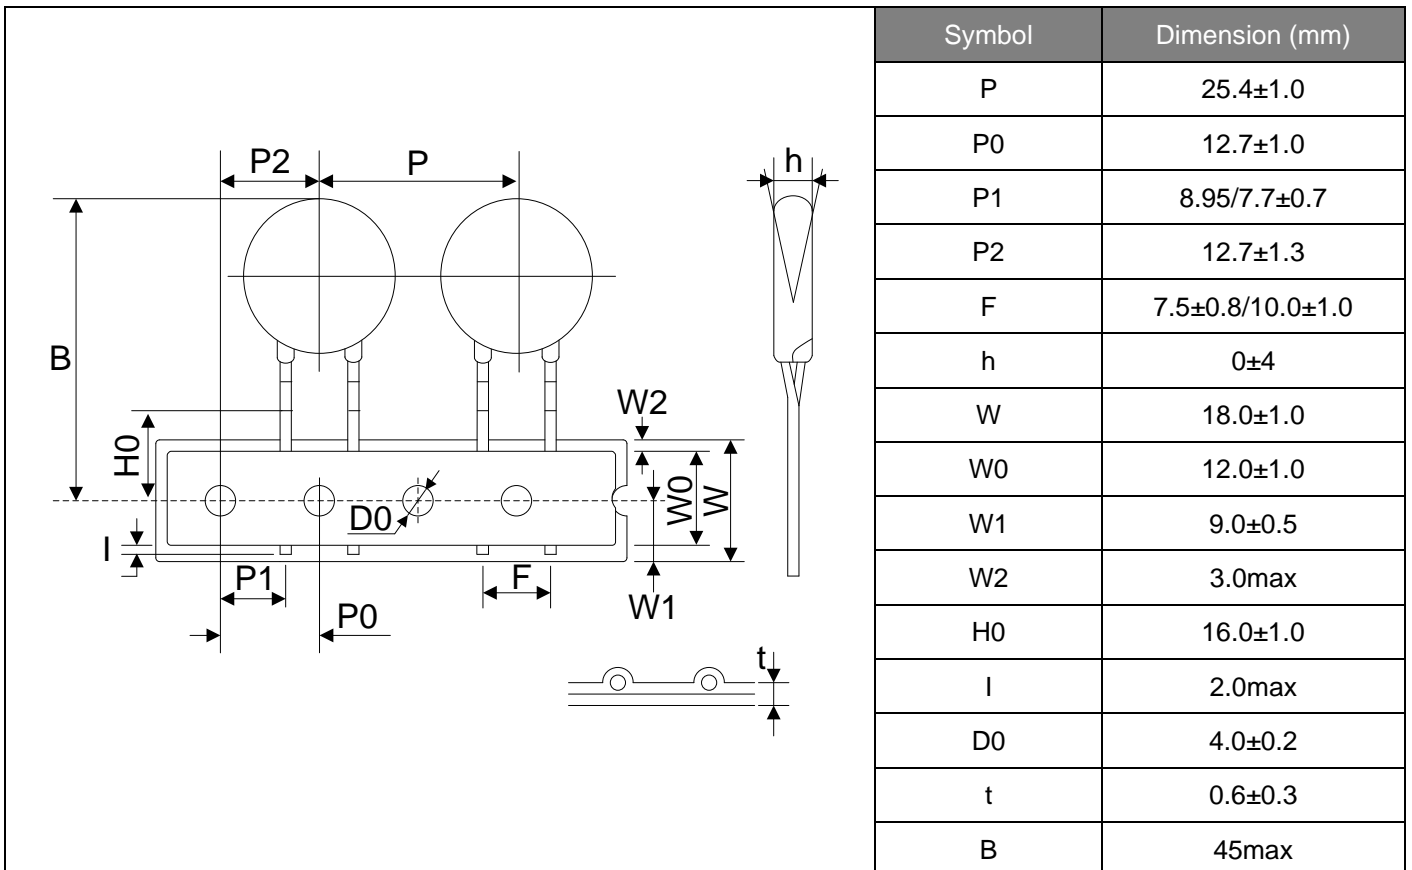 P2 P h
B
H0
W2
D0
W0 W
I
P1 F
P0 W1
t
Symbol Dimension (mm)
P 25.4±1.0
P0 12.7±1.0
P1 8.95/7.7±0.7
P2 12.7±1.3
F 7.5±0.8/10.0±1.0
h 0±4
W 18.0±1.0
W0 12.0±1.0
W1 9.0±0.5
W2 3.0max
H0 16.0±1.0
I 2.0max
D0 4.0±0.2
t 0.6±0.3
B 45max